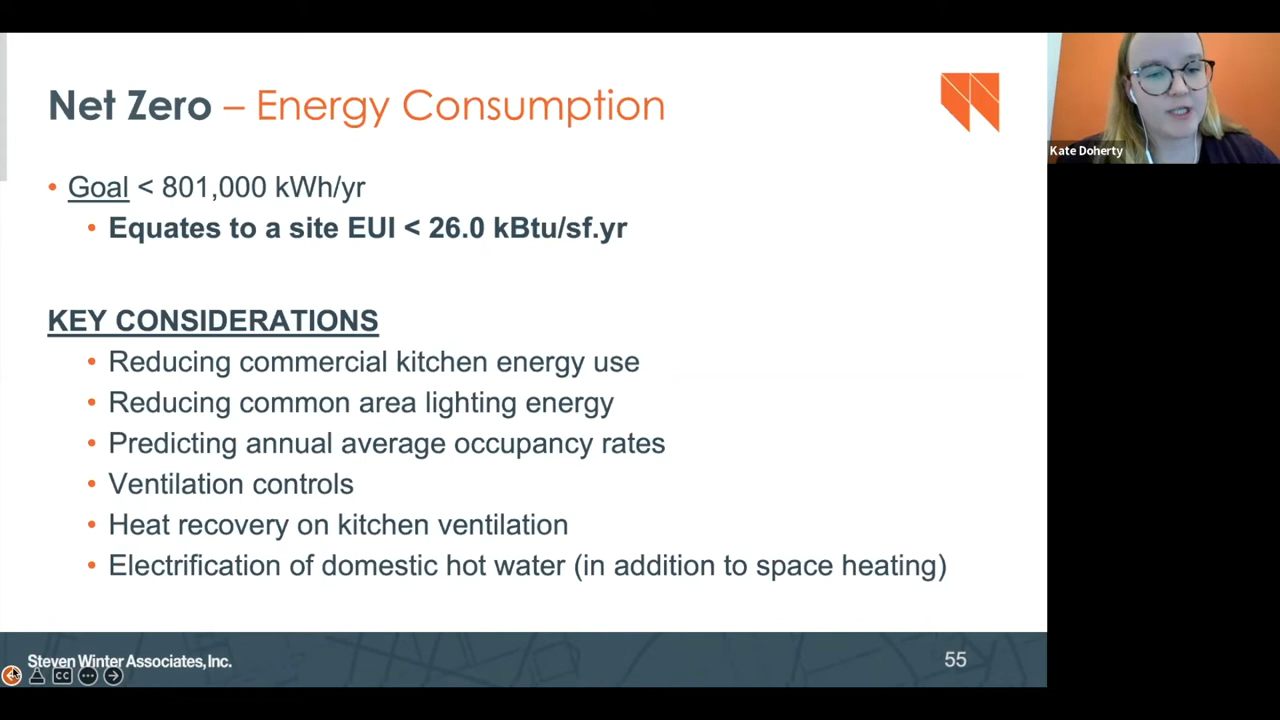 Net Zero – Energy Consumption
• Goal < 801,000 kWh/yr
• Equates to a site EUI < 26.0 kBtu/sf.yr
KEY CONSIDERATIONS
• Reducing commercial kitchen energy use
• Reducing common area lighting energy
• Predicting annual average occupancy rates
• Ventilation controls
• Heat recovery on kitchen ventilation
• Electrification of domestic hot water (in addition to space heating)
Steven Winter Associates, Inc.
55
CC
Kate Doherty